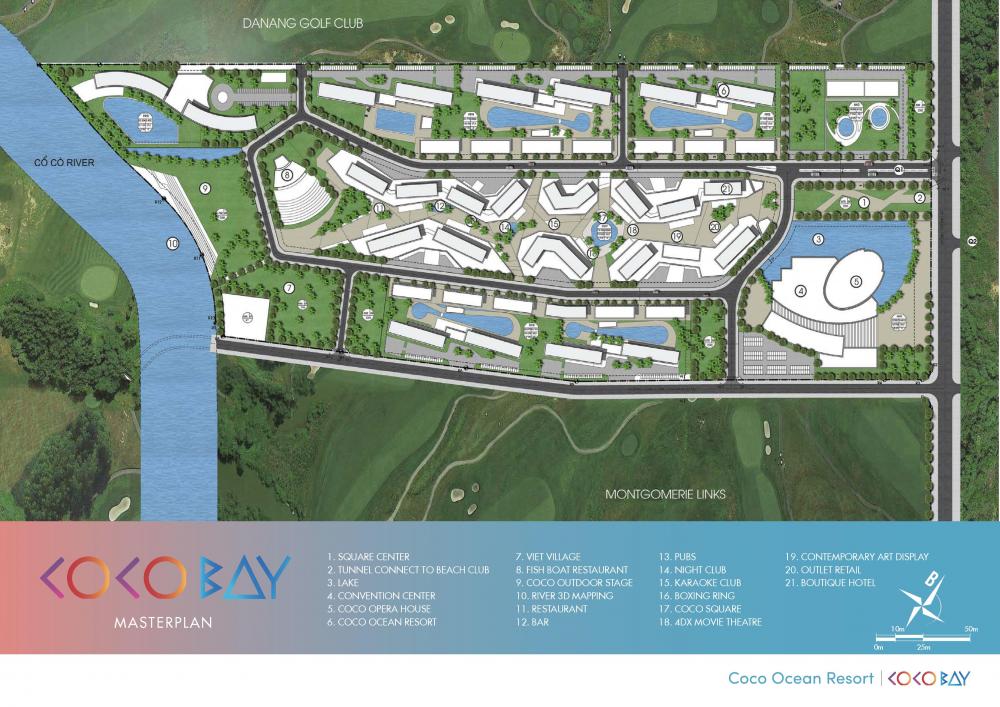 DANANG GOLF CLUB
CỔ CÒ RIVER
6
8
9
21
11
12
14
15
17
18
19
20
1
2
3
10
4
5
7
MONTGOMERIE LINKS
COCO BAY
MASTERPLAN
1. SQUARE CENTER
2. TUNNEL CONNECT TO BEACH CLUB
3. LAKE
4. CONVENTION CENTER
5. COCO OPERA HOUSE
6. COCO OCEAN RESORT
7. VIET VILLAGE
8. FISH BOAT RESTAURANT
9. COCO OUTDOOR STAGE
10. RIVER 3D MAPPING
11. RESTAURANT
12. BAR
13. PUBS
14. NIGHT CLUB
15. KARAOKE CLUB
16. BOXING RING
17. COCO SQUARE
18. 4DX MOVIE THEATRE
19. CONTEMPORARY ART DISPLAY
20. OUTLET RETAIL
21. BOUTIQUE HOTEL
B
10m 50m
0m 25m
Coco Ocean Resort | COCO BAY